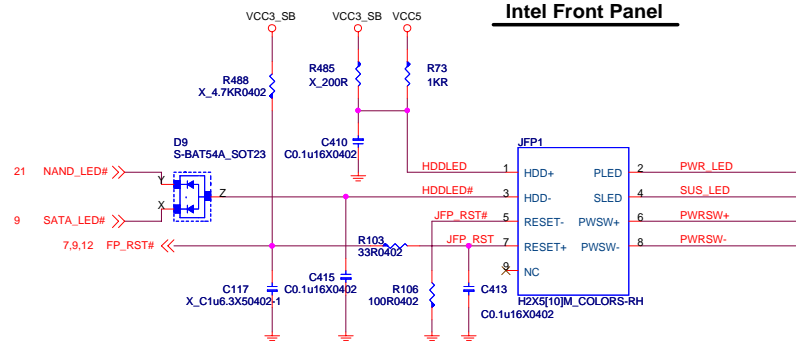 Intel Front Panel
VCC3_SB
VCC3_SB
VCC5
R488
X_4.7KR0402
R485
X_200R
R73
1KR
D9
S-BAT54A_SOT23
C410
C0.1u16X0402
JFP1
21 NAND_LED#
Y
X
Z
HDDLED
1
HDD+
PLED
2
PWR_LED
HDDLED#
3
HDD-
SLED
4
SUS_LED
9 SATA_LED#
JFP_RST#
5
RESET-
PWSW+
6
PWRSW+
7,9,12 FP_RST#
R103
33R0402
JFP_RST
7
RESET+
PWSW-
8
PWRSW-
9
NC
C117
X_C1u6.3X50402-1
C415
C0.1u16X0402
R106
100R0402
C413
C0.1u16X0402
H2X5[10]M_COLORS-RH